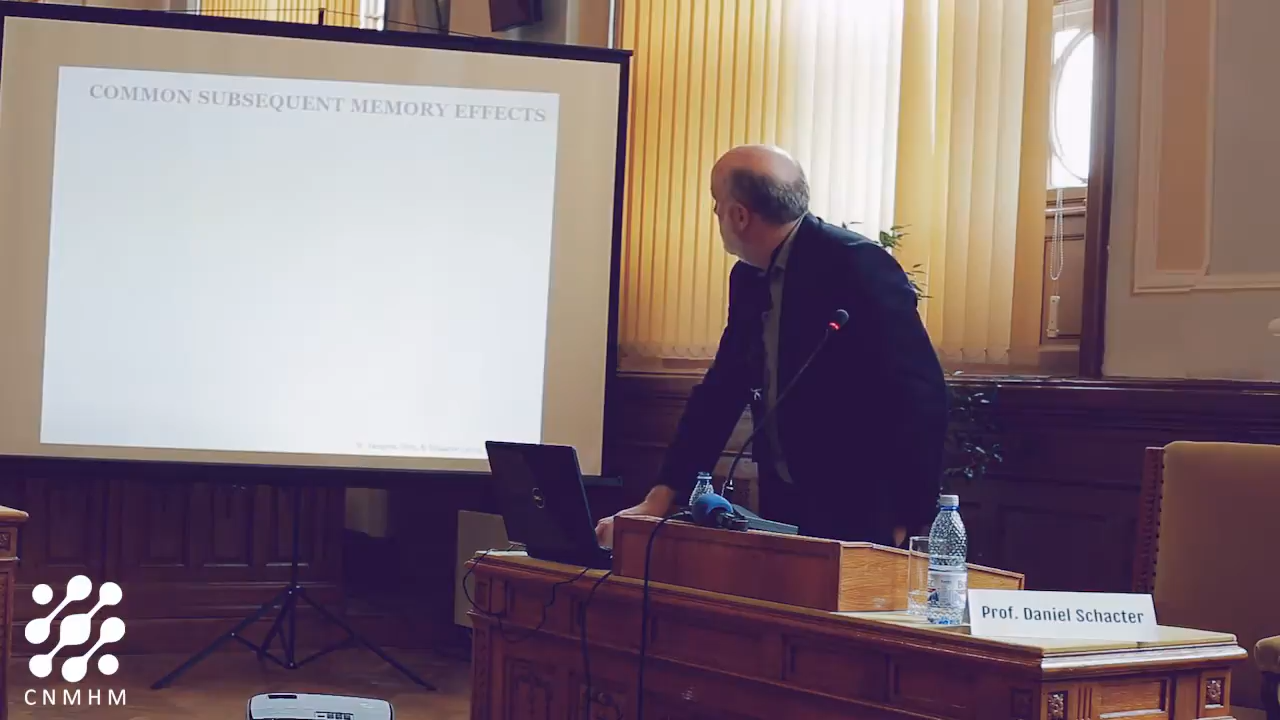 COMMON SUBSEQUENT MEMORY EFFECTS
Prof. Daniel Schacter
CNMHM